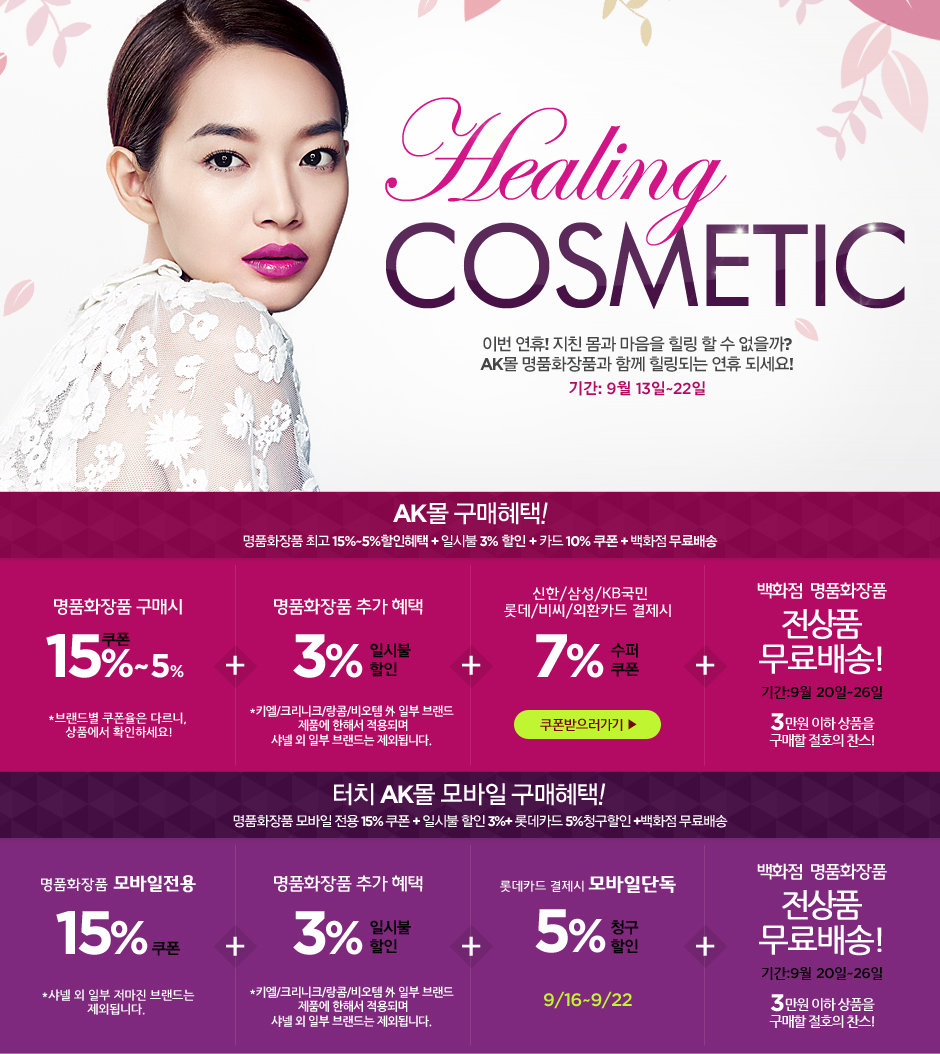 Healing
COSMETIC
이번 연휴! 지친 몸과 마음을 힐링 할 수 없을까?
AK몰 명품화장품과 함께 힐링되는 연휴 되세요!
기간: 9월 13일~22일
AK몰 구매혜택!
명품화장품 최고 15%~5%할인혜택 + 일시불 3% 할인 + 카드 10% 쿠폰 + 백화점 무료배송
명품화장품 구매시
15%~5%
쿠폰
*브랜드별 쿠폰율은 다르니,
상품에서 확인하세요!
+
명품화장품 추가 혜택
3% 일시불
할인
*키엘/크리니크/랑콤/비오템 外 일부 브랜드
제품에 한해서 적용되며
샤넬 외 일부 브랜드는 제외됩니다.
+
신한/삼성/KB국민
롯데/비씨/외환카드 결제시
7% 수퍼
쿠폰
쿠폰받으러가기 ▶
+
백화점 명품화장품
전상품
무료배송!
기간:9월 20일~26일
3만원 이하 상품을
구매할 절호의 찬스!
터치 AK몰 모바일 구매혜택!
명품화장품 모바일 전용 15% 쿠폰 + 일시불 할인 3%+ 롯데카드 5%청구할인 +백화점 무료배송
명품화장품 모바일전용
15% 쿠폰
*샤넬 외 일부 저마진 브랜드는
제외됩니다.
+
명품화장품 추가 혜택
3% 일시불
할인
*키엘/크리니크/랑콤/비오템 外 일부 브랜드
제품에 한해서 적용되며
샤넬 외 일부 브랜드는 제외됩니다.
+
롯데카드 결제시 모바일단독
5% 청구
할인
9/16~9/22
+
백화점 명품화장품
전상품
무료배송!
기간:9월 20일~26일
3만원 이하 상품을
구매할 절호의 찬스!